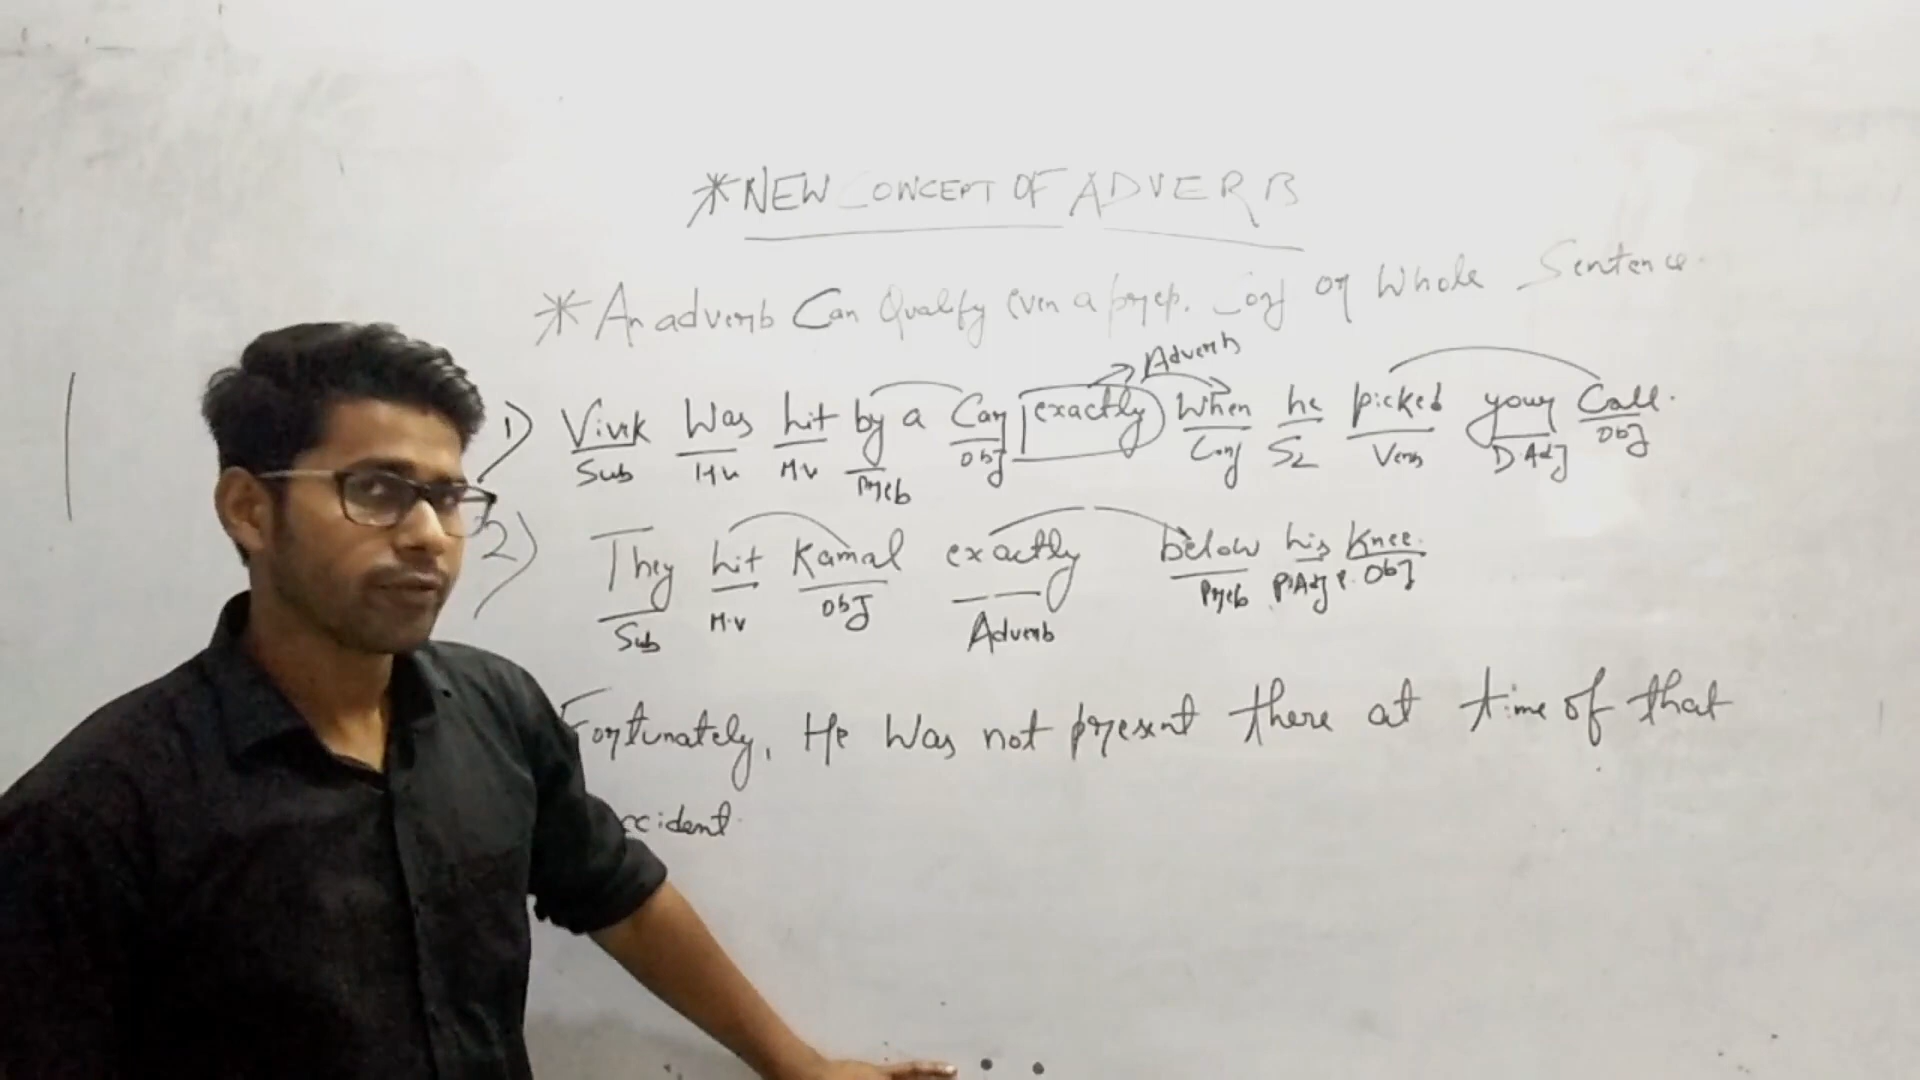 *NEW CONCEPT OF ADVERB
* An adverb Can Qualify even a prep. Conj or Whole Sentence.
Adverb
1) Vivek Was hit by a Car exactly When he picked your Call.
Sub H.v M.v Prep Obj Conj S2 Verb D.Adj Obj
2) They hit Kamal exactly below his Knee.
Sub M.v Obj Adverb Prep P.Adj P. Obj
Fortunately, He Was not present there at time of that
ccident